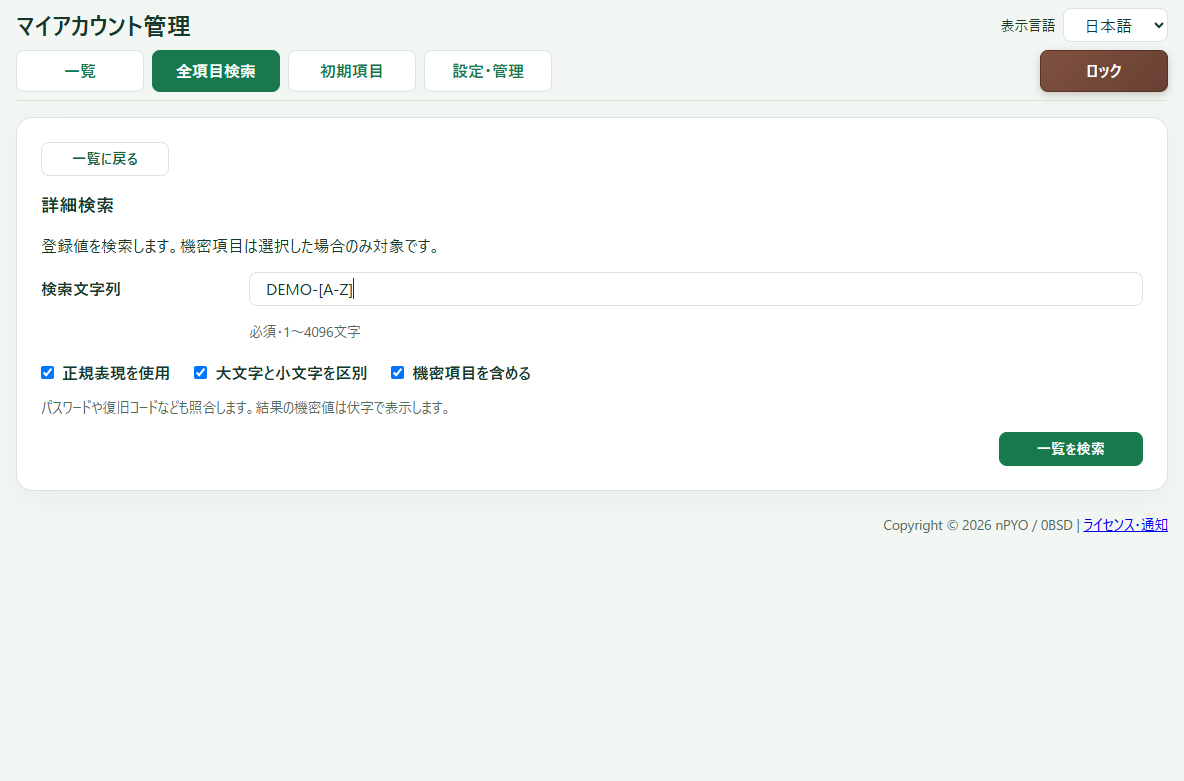 マイアカウント管理
表示言語 日本語
一覧 全項目検索 初期項目 設定・管理 ロック
一覧に戻る
詳細検索
登録値を検索します。機密項目は選択した場合のみ対象です。
検索文字列 DEMO-[A-Z]
必須・1～4096文字
正規表現を使用 大文字と小文字を区別 機密項目を含める
パスワードや復旧コードなども照合します。結果の機密値は伏字で表示します。
一覧を検索
Copyright © 2026 nPYO / 0BSD | ライセンス・通知